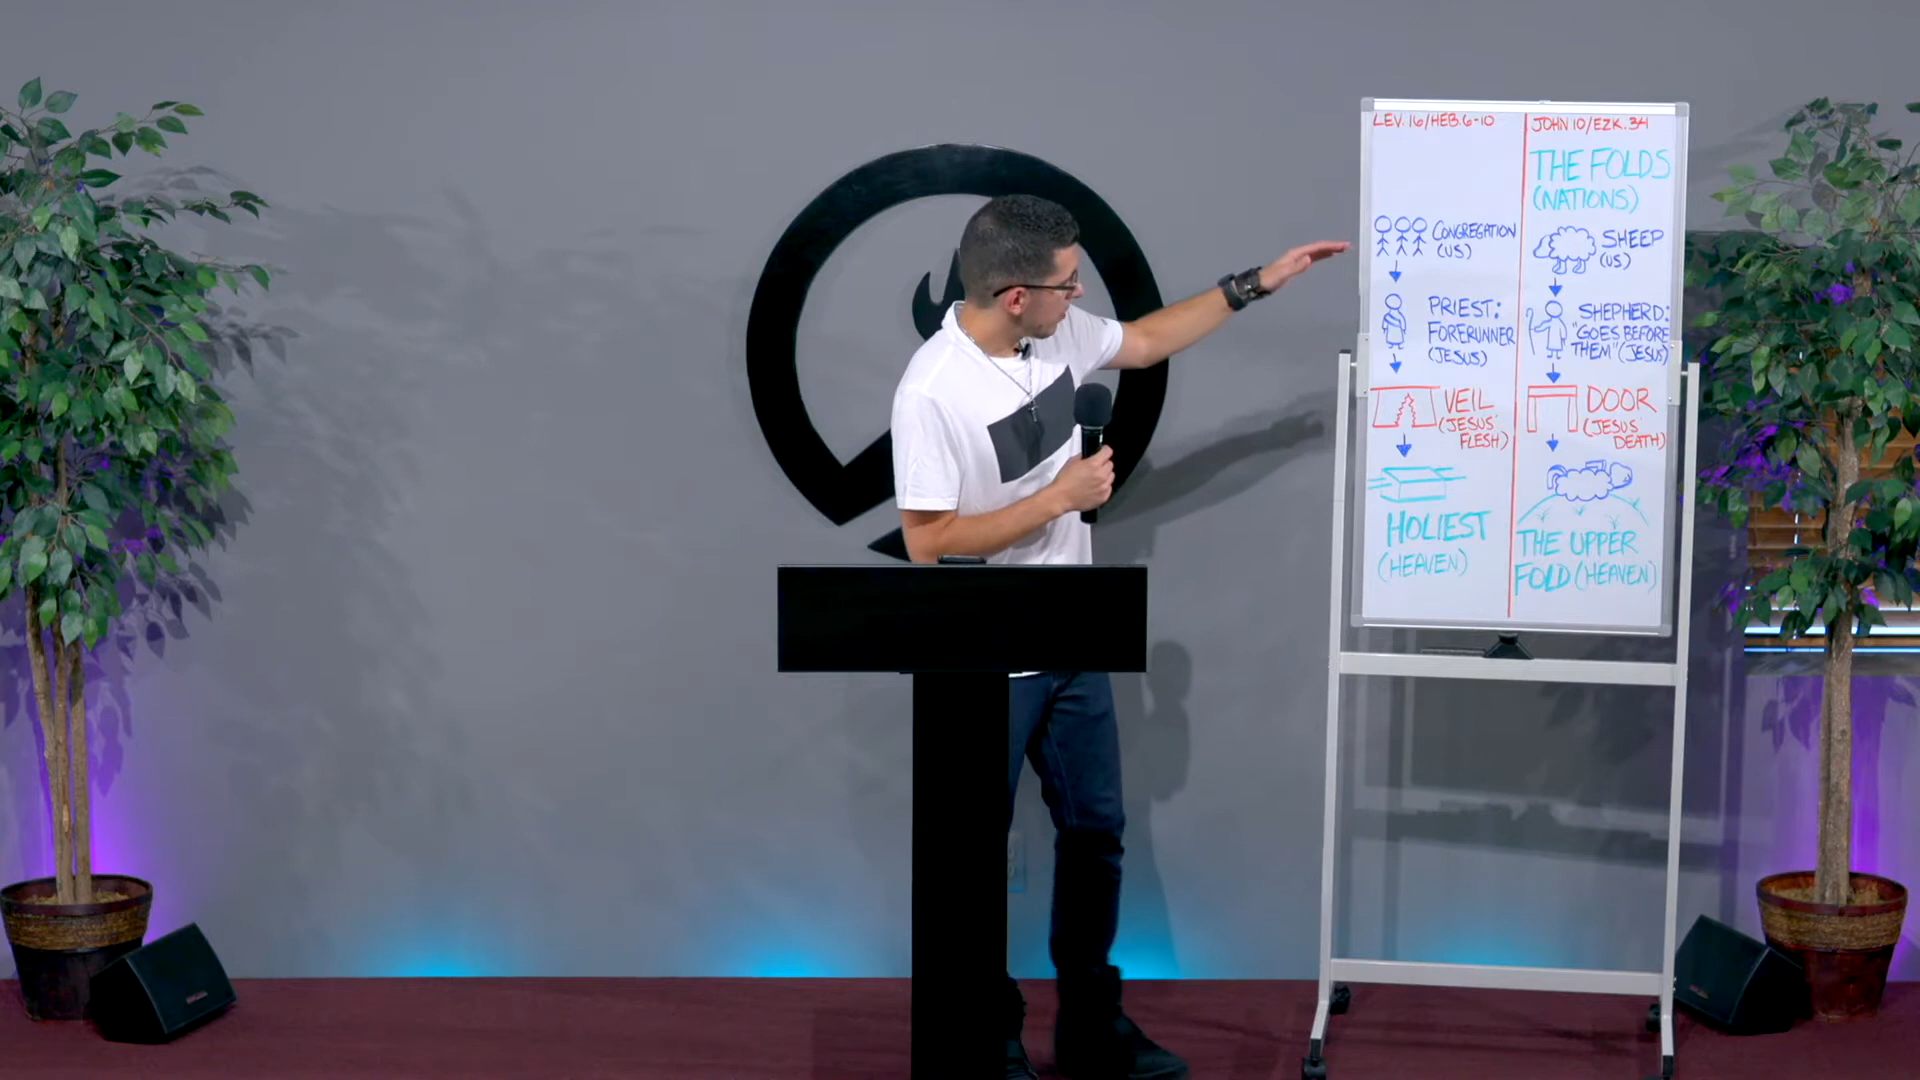 LEV. 16/HEB. 6-10
CONGREGATION
(US)
PRIEST:
FORERUNNER
(JESUS)
VEIL
(JESUS'
FLESH)
HOLIEST
(HEAVEN)
JOHN 10/EZK. 34
THE FOLDS
(NATIONS)
SHEEP
(US)
SHEPHERD:
"GOES BEFORE
THEM" (JESUS)
DOOR
(JESUS'
DEATH)
THE UPPER
FOLD (HEAVEN)